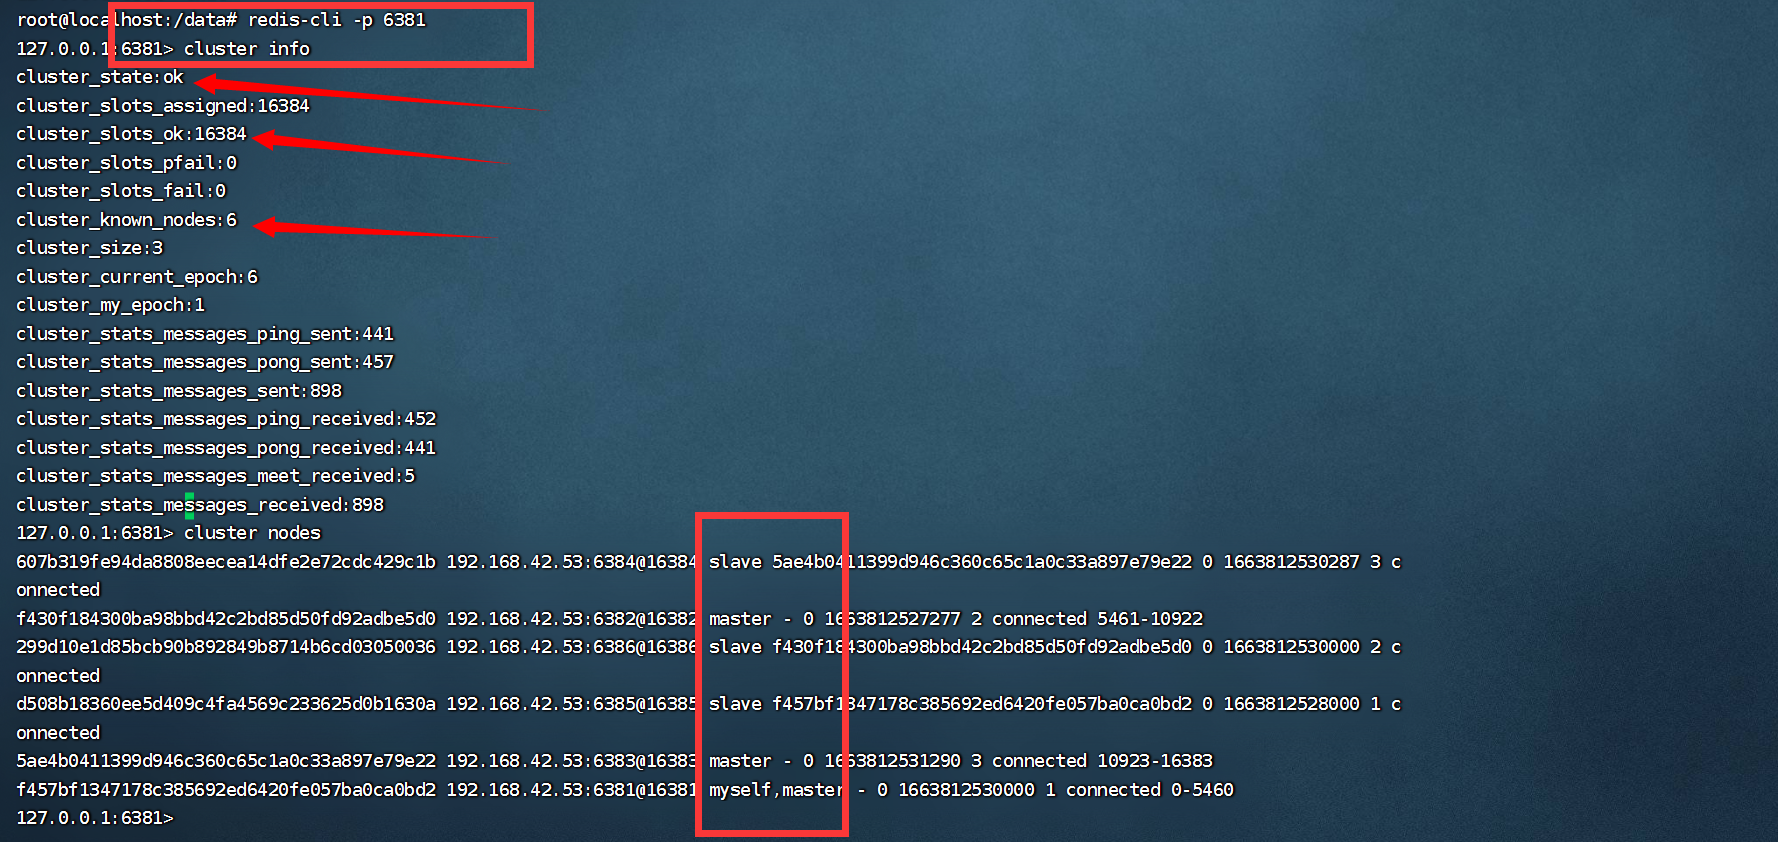 root@localhost:/data# redis-cli -p 6381
127.0.0.1:6381> cluster info
cluster_state:ok
cluster_slots_assigned:16384
cluster_slots_ok:16384
cluster_slots_pfail:0
cluster_slots_fail:0
cluster_known_nodes:6
cluster_size:3
cluster_current_epoch:6
cluster_my_epoch:1
cluster_stats_messages_ping_sent:441
cluster_stats_messages_pong_sent:457
cluster_stats_messages_sent:898
cluster_stats_messages_ping_received:452
cluster_stats_messages_pong_received:441
cluster_stats_messages_meet_received:5
cluster_stats_messages_received:898
127.0.0.1:6381> cluster nodes
607b319fe94da8808eecea14dfe2e72cdc429c1b 192.168.42.53:6384@16384 slave 5ae4b0411399d946c360c65c1a0c33a897e79e22 0 1663812530287 3 c
onnected
f430f184300ba98bbd42c2bd85d50fd92adbe5d0 192.168.42.53:6382@16382 master - 0 1663812527277 2 connected 5461-10922
299d10e1d85bcb90b892849b8714b6cd03050036 192.168.42.53:6386@16386 slave f430f184300ba98bbd42c2bd85d50fd92adbe5d0 0 1663812530000 2 c
onnected
d508b18360ee5d409c4fa4569c233625d0b1630a 192.168.42.53:6385@16385 slave f457bf1347178c385692ed6420fe057ba0ca0bd2 0 1663812528000 1 c
onnected
5ae4b0411399d946c360c65c1a0c33a897e79e22 192.168.42.53:6383@16383 master - 0 1663812531290 3 connected 10923-16383
f457bf1347178c385692ed6420fe057ba0ca0bd2 192.168.42.53:6381@16381 myself,master - 0 1663812530000 1 connected 0-5460
127.0.0.1:6381>